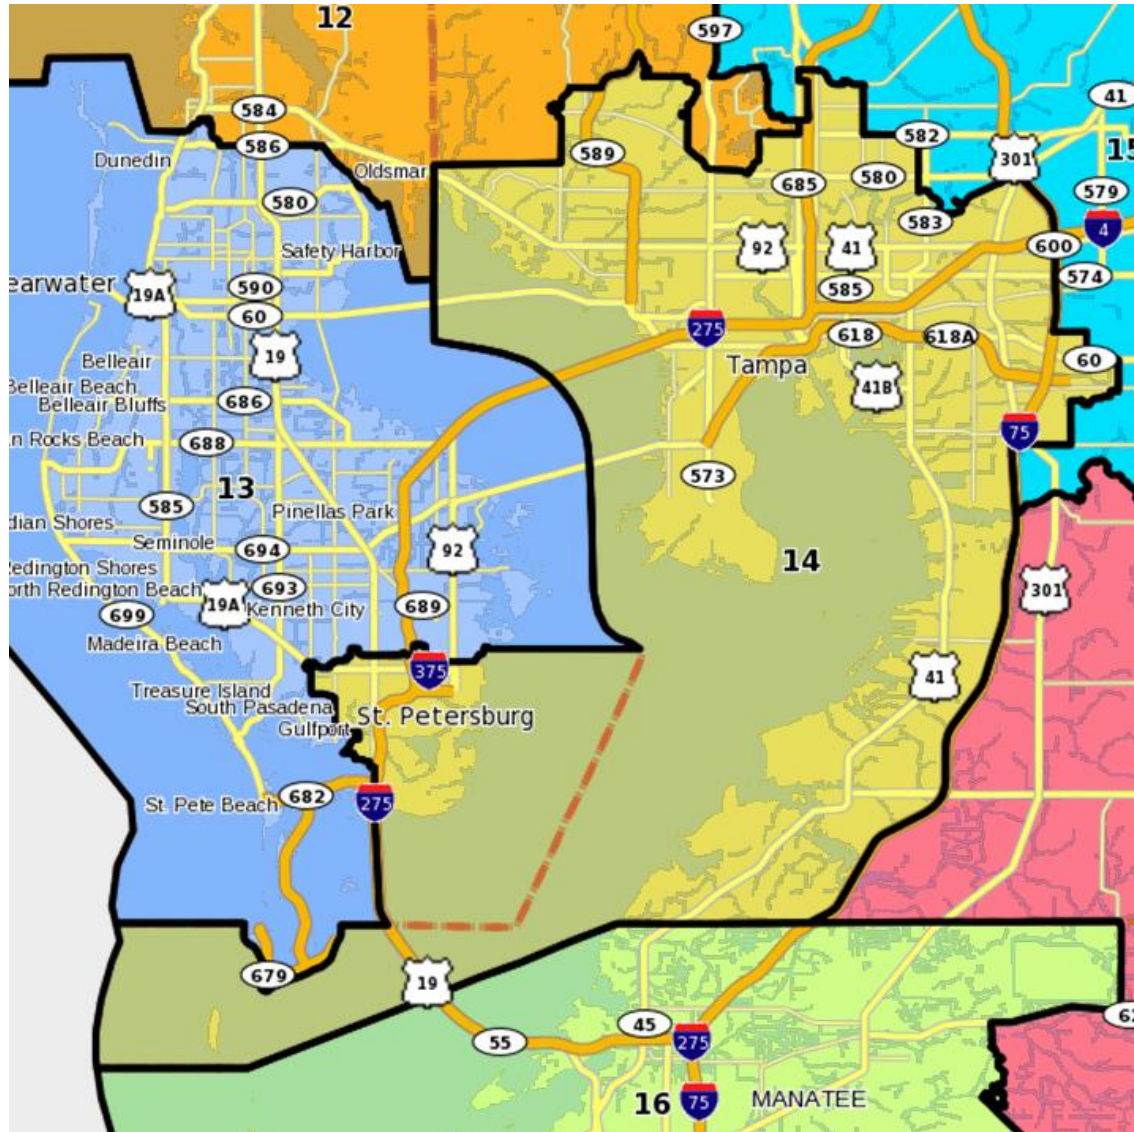 12
597
584
41
586
582
Dunedin
589
301
15
Oldsmar
580
685
580
579
583
4
92
41
600
Safety Harbor
574
earwater
19A
590
585
60
275
618
618A
19
60
Belleair
Tampa
Belleair Beach
41B
686
Belleair Bluffs
75
n Rocks Beach
688
573
13
585
Pinellas Park
dian Shores
Seminole
694
92
14
Redington Shores
693
301
orth Redington Beach
19A
Kenneth City
689
699
Madeira Beach
375
41
Treasure Island
South Pasadena
St. Petersburg
Gulfport
682
St. Pete Beach
275
679
19
45
55
275
16
75
MANATEE